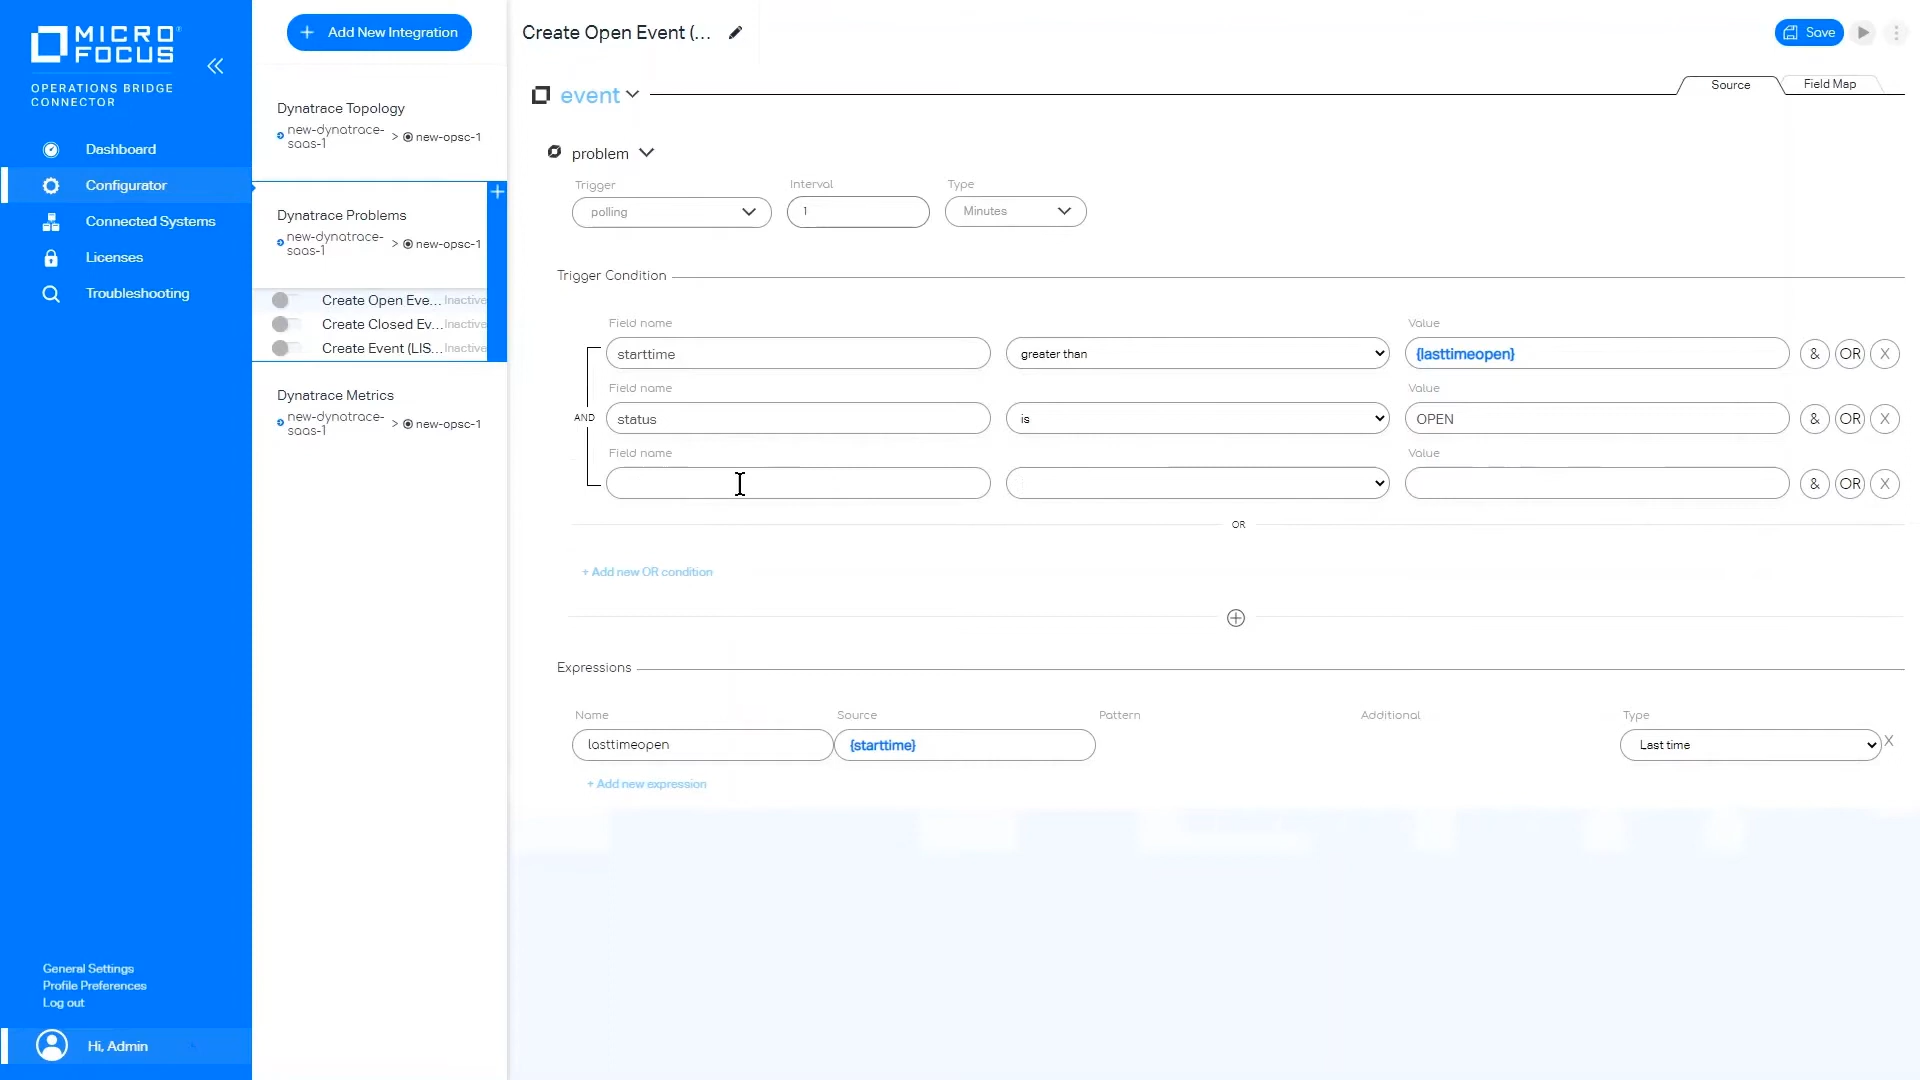 MICRO
FOCUS
OPERATIONS BRIDGE
CONNECTOR
Dashboard
Configurator
Connected Systems
Licenses
Troubleshooting
General Settings
Profile Preferences
Log out
Hi, Admin
+ Add New Integration
Dynatrace Topology
new-dynatrace-
saas-1
> new-opsc-1
Dynatrace Problems
new-dynatrace-
saas-1
> new-opsc-1
+
Create Open Eve... Inactive
Create Closed Ev... Inactive
Create Event (LIS... Inactive
Dynatrace Metrics
new-dynatrace-
saas-1
> new-opsc-1
Create Open Event (...
Save
event
Source
Field Map
problem
Trigger Interval Type
polling 1 Minutes
Trigger Condition
Field name Value
starttime greater than {lasttimeopen} & OR X
Field name Value
AND status is OPEN & OR X
Field name Value
& OR X
OR
+ Add new OR condition
Expressions
Name Source Pattern Additional Type
lasttimeopen {starttime} Last time X
+ Add new expression